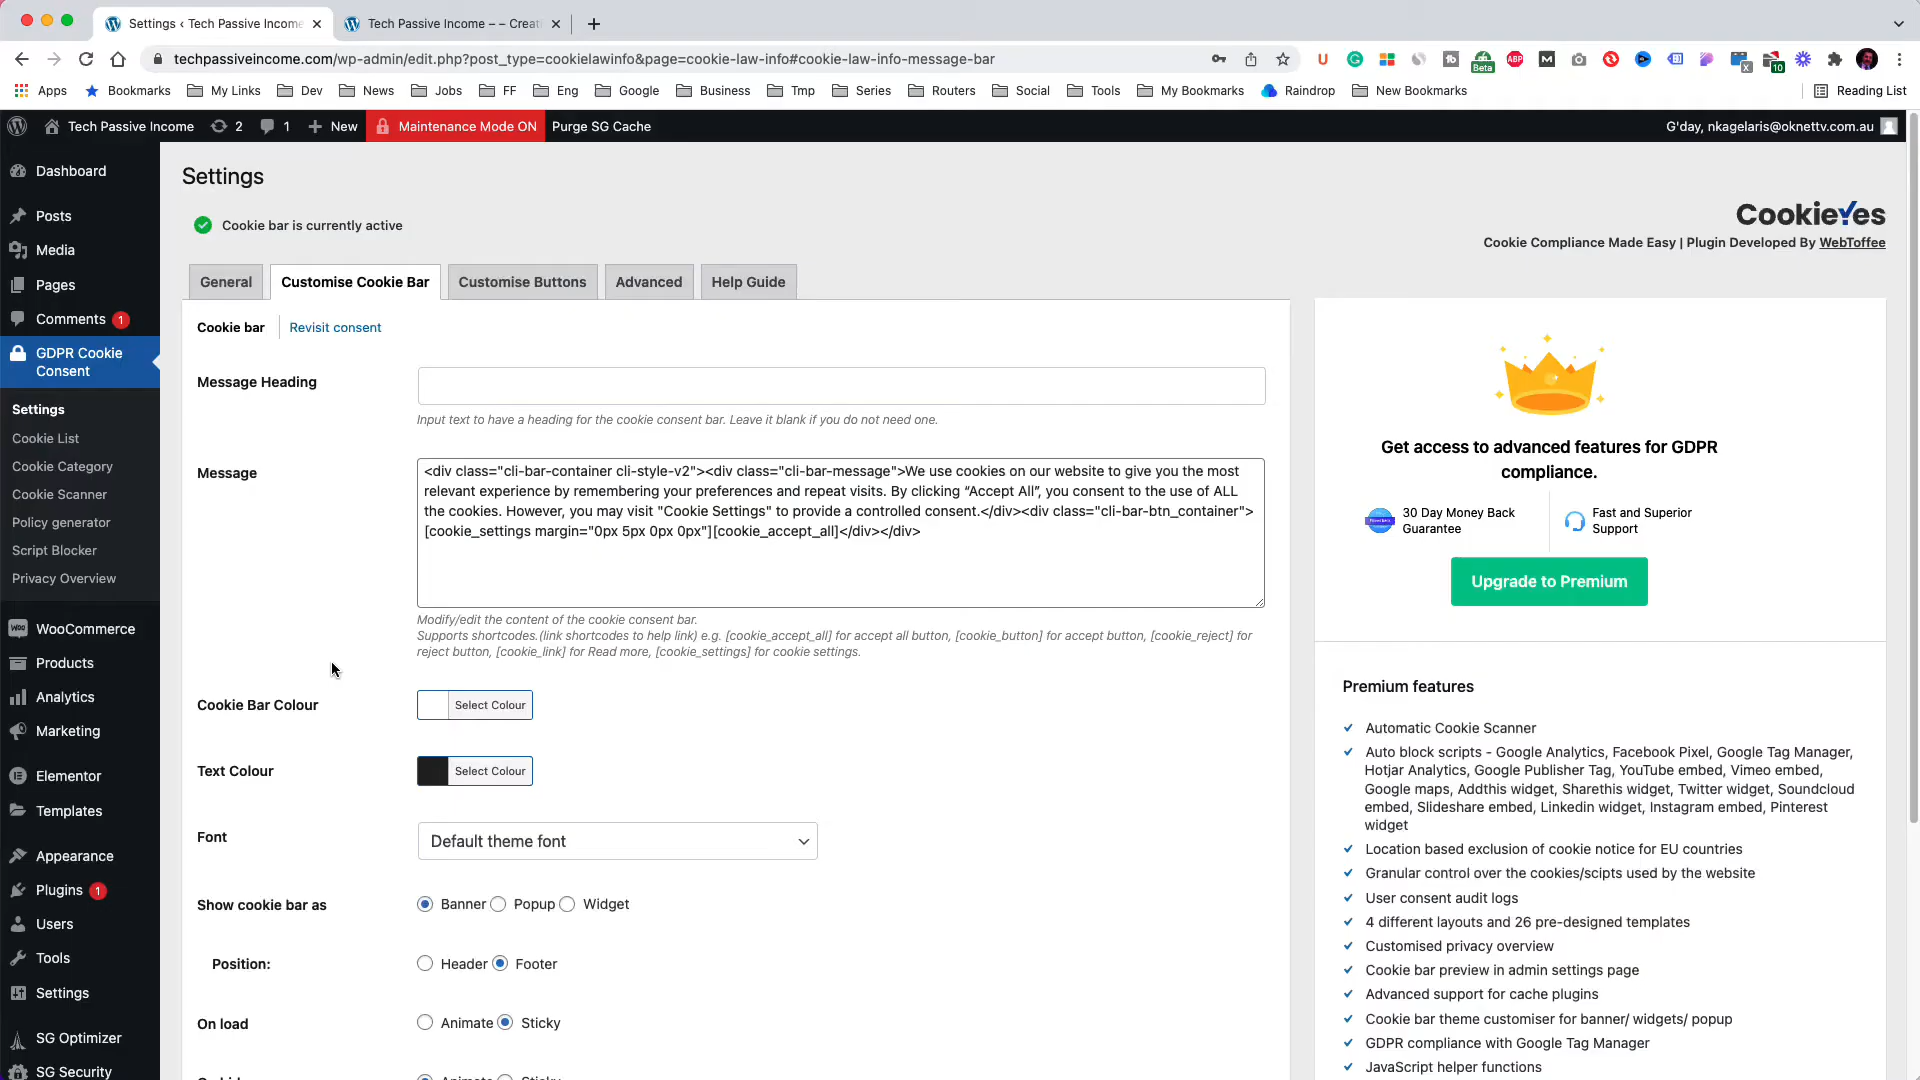 Settings ‹ Tech Passive Income
Tech Passive Income – – Creati
techpassiveincome.com/wp-admin/edit.php?post_type=cookielawinfo&page=cookie-law-info#cookie-law-info-message-bar
Apps Bookmarks My Links Dev News Jobs FF Eng Google Business Tmp Series Routers Social Tools My Bookmarks Raindrop New Bookmarks Reading List
Tech Passive Income 2 1 New Maintenance Mode ON Purge SG Cache G'day, nkagelaris@oknettv.com.au
Dashboard
Posts
Media
Pages
Comments 1
GDPR Cookie
Consent
Settings
Cookie List
Cookie Category
Cookie Scanner
Policy generator
Script Blocker
Privacy Overview
WooCommerce
Products
Analytics
Marketing
Elementor
Templates
Appearance
Plugins 1
Users
Tools
Settings
SG Optimizer
SG Security
Settings
Cookie bar is currently active
CookieYes
Cookie Compliance Made Easy | Plugin Developed By WebToffee
General Customise Cookie Bar Customise Buttons Advanced Help Guide
Cookie bar Revisit consent
Message Heading
Input text to have a heading for the cookie consent bar. Leave it blank if you do not need one.
Message
<div class="cli-bar-container cli-style-v2"><div class="cli-bar-message">We use cookies on our website to give you the most
relevant experience by remembering your preferences and repeat visits. By clicking “Accept All”, you consent to the use of ALL
the cookies. However, you may visit "Cookie Settings" to provide a controlled consent.</div><div class="cli-bar-btn_container">
[cookie_settings margin="0px 5px 0px 0px"][cookie_accept_all]</div></div>
Modify/edit the content of the cookie consent bar.
Supports shortcodes.(link shortcodes to help link) e.g. [cookie_accept_all] for accept all button, [cookie_button] for accept button, [cookie_reject] for
reject button, [cookie_link] for Read more, [cookie_settings] for cookie settings.
Cookie Bar Colour
Select Colour
Text Colour
Select Colour
Font
Default theme font
Show cookie bar as
Banner Popup Widget
Position:
Header Footer
On load
Animate Sticky
Get access to advanced features for GDPR
compliance.
30 Day Money Back
Guarantee
Fast and Superior
Support
Upgrade to Premium
Premium features
Automatic Cookie Scanner
Auto block scripts - Google Analytics, Facebook Pixel, Google Tag Manager,
Hotjar Analytics, Google Publisher Tag, YouTube embed, Vimeo embed,
Google maps, Addthis widget, Sharethis widget, Twitter widget, Soundcloud
embed, Slideshare embed, Linkedin widget, Instagram embed, Pinterest
widget
Location based exclusion of cookie notice for EU countries
Granular control over the cookies/scipts used by the website
User consent audit logs
4 different layouts and 26 pre-designed templates
Customised privacy overview
Cookie bar preview in admin settings page
Advanced support for cache plugins
Cookie bar theme customiser for banner/ widgets/ popup
GDPR compliance with Google Tag Manager
JavaScript helper functions